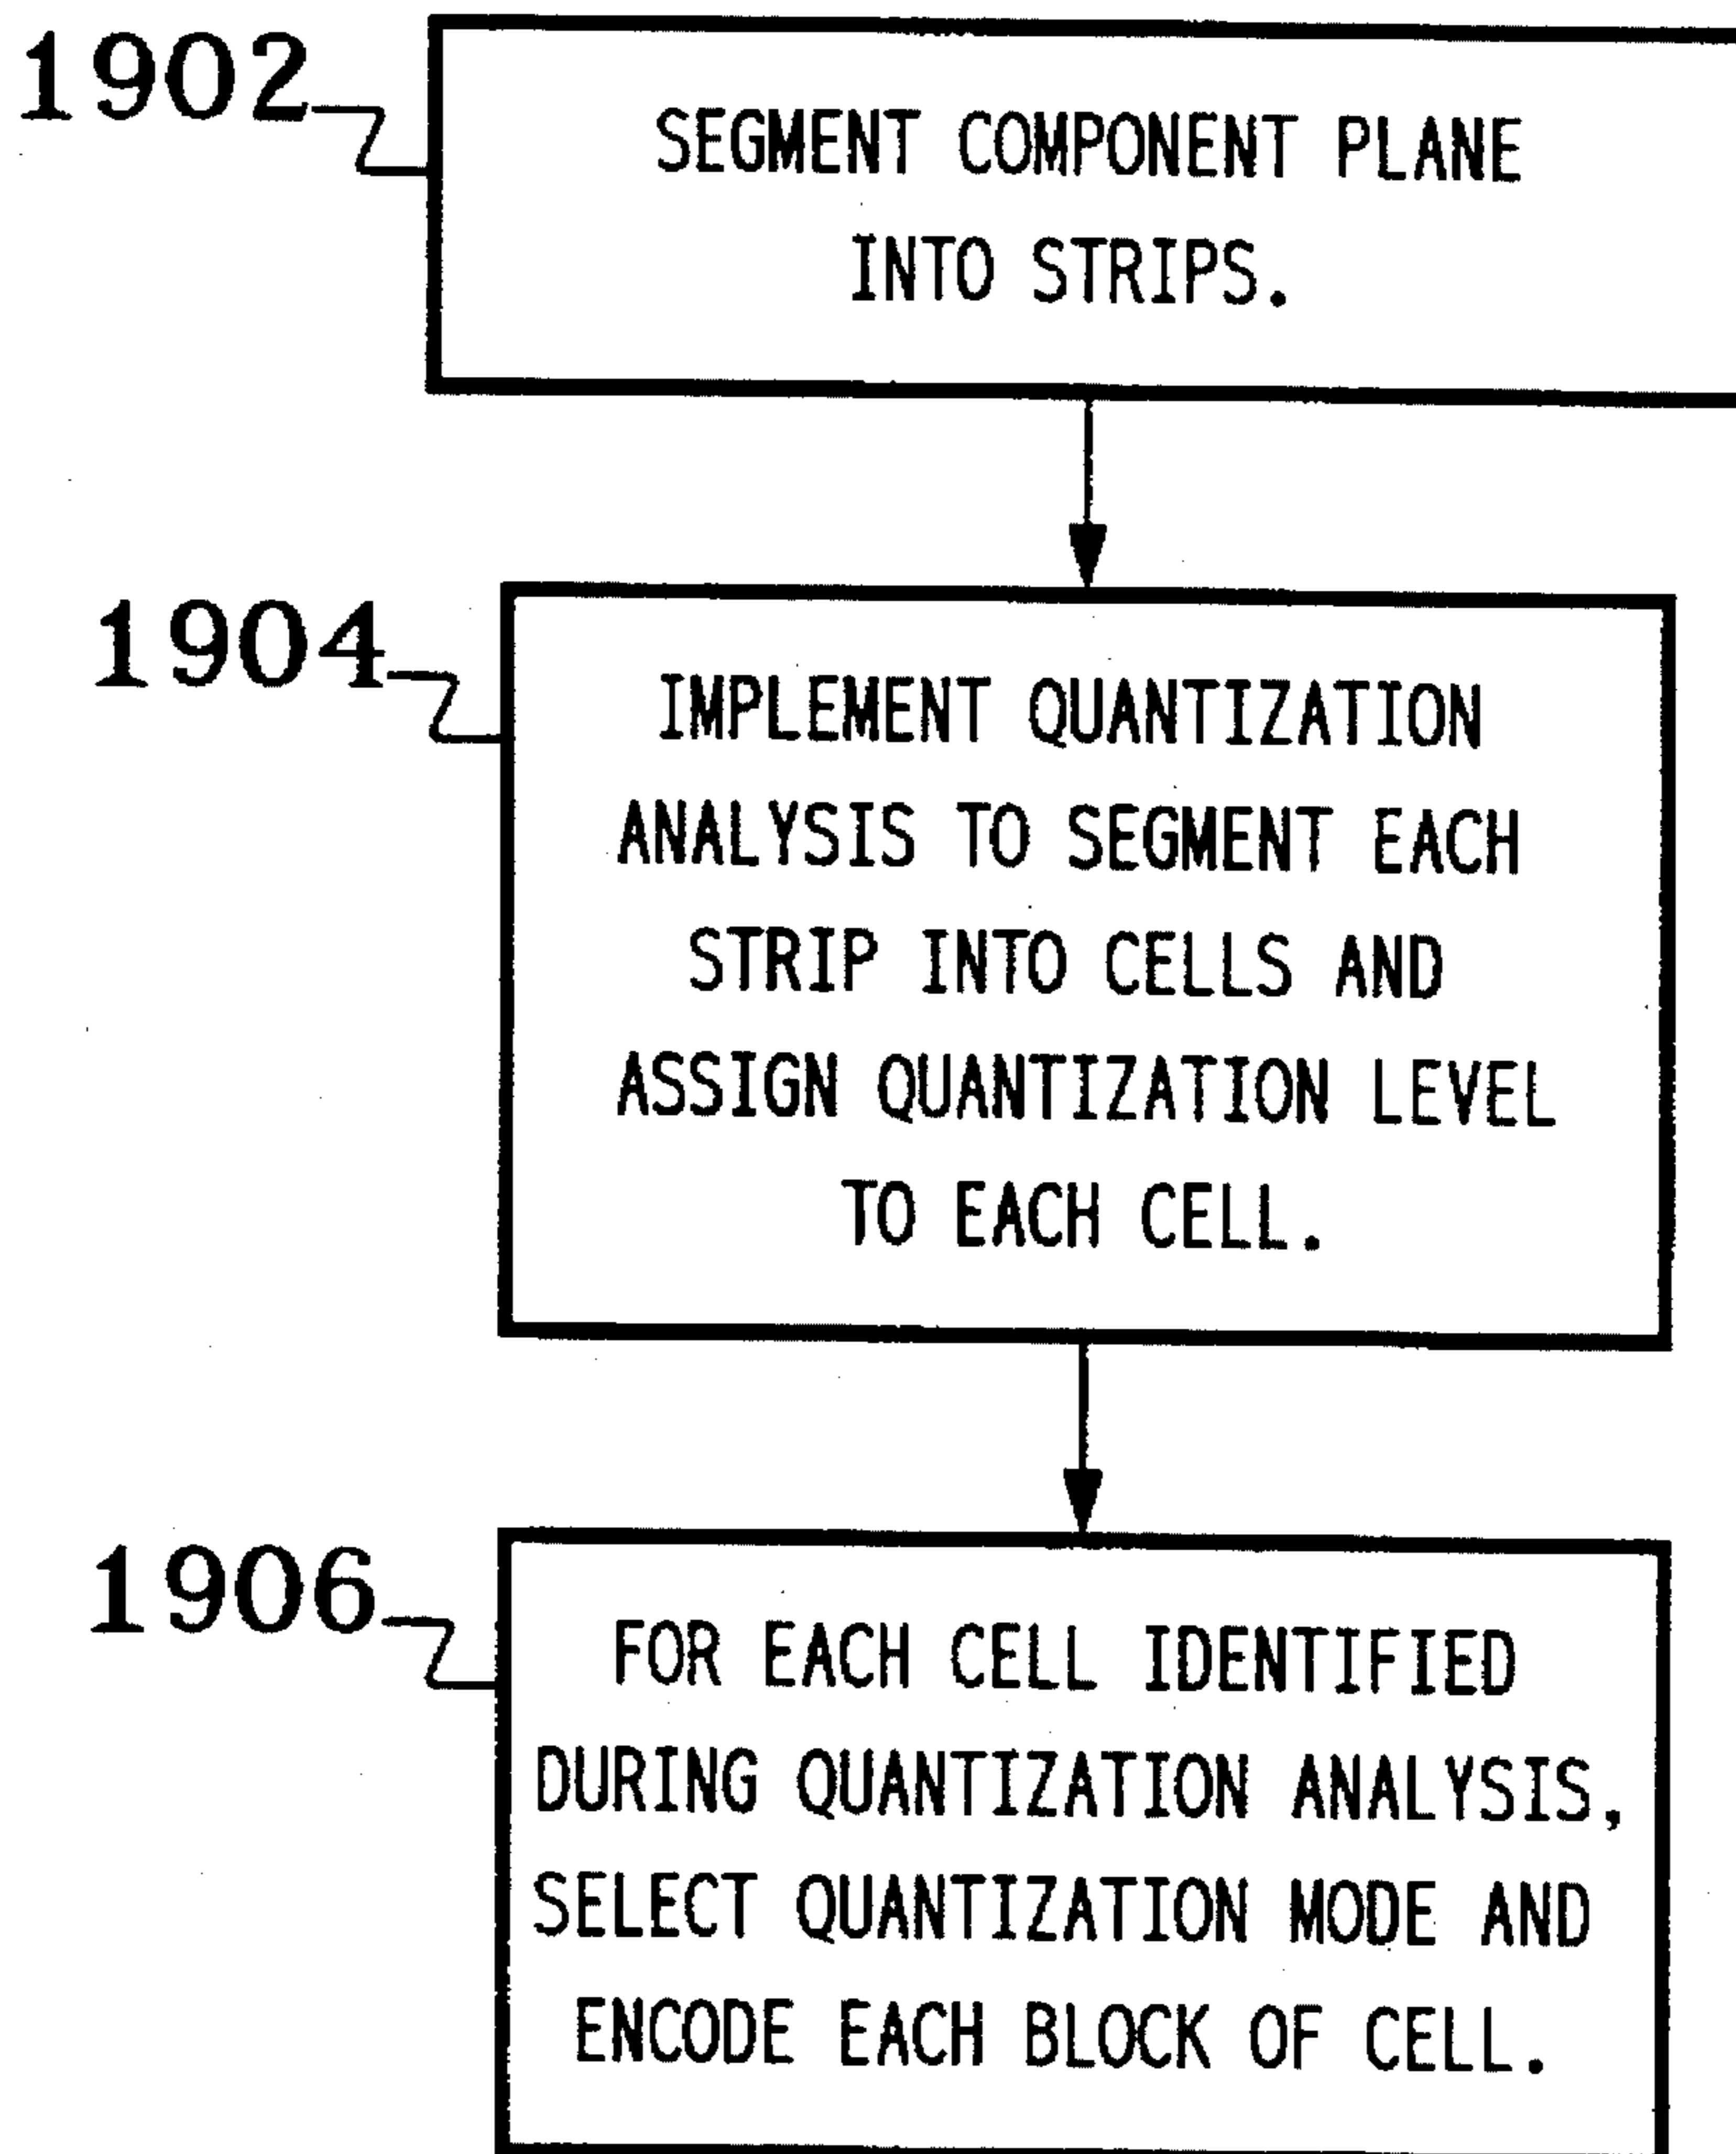 1902
SEGMENT COMPONENT PLANE
INTO STRIPS.
1904
IMPLEMENT QUANTIZATION
ANALYSIS TO SEGMENT EACH
STRIP INTO CELLS AND
ASSIGN QUANTIZATION LEVEL
TO EACH CELL.
1906
FOR EACH CELL IDENTIFIED
DURING QUANTIZATION ANALYSIS,
SELECT QUANTIZATION MODE AND
ENCODE EACH BLOCK OF CELL.